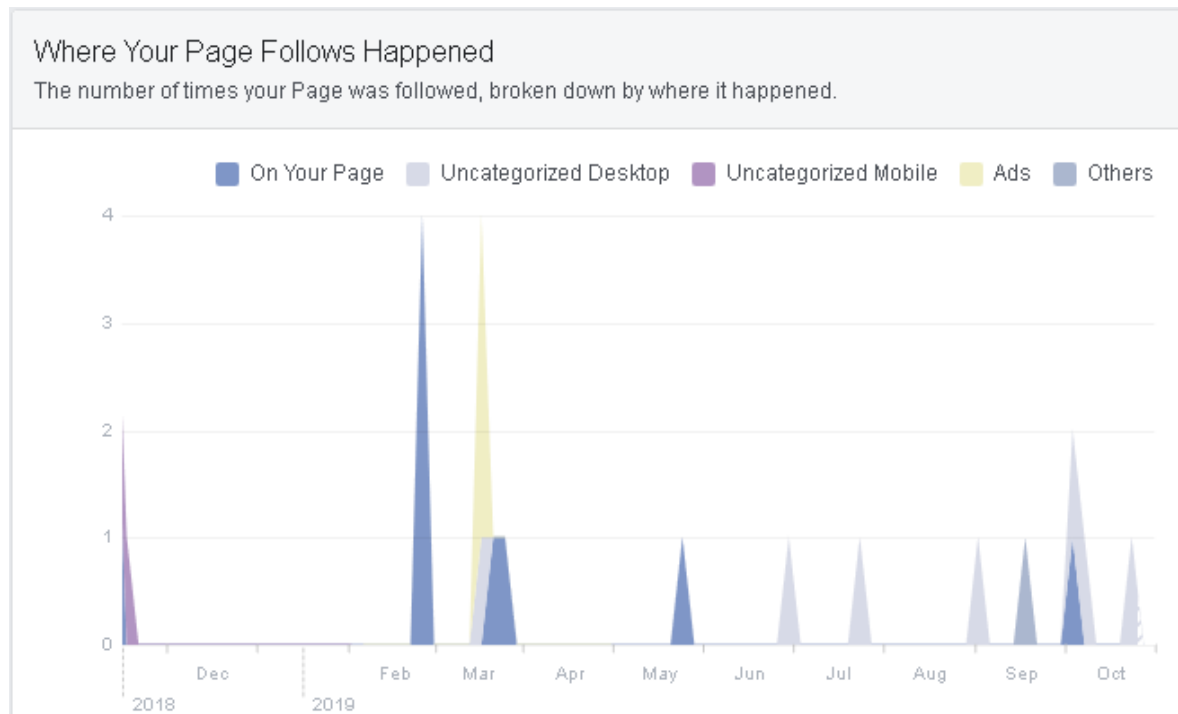 Where Your Page Follows Happened
The number of times your Page was followed, broken down by where it happened.
On Your Page Uncategorized Desktop Uncategorized Mobile Ads Others
4
3
2
1
0
Dec Feb Mar Apr May Jun Jul Aug Sep Oct
2018 2019